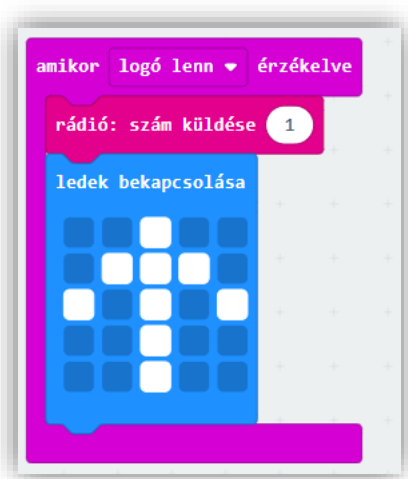 amikor logó lenn érzékelve
rádió: szám küldése 1
ledek bekapcsolása